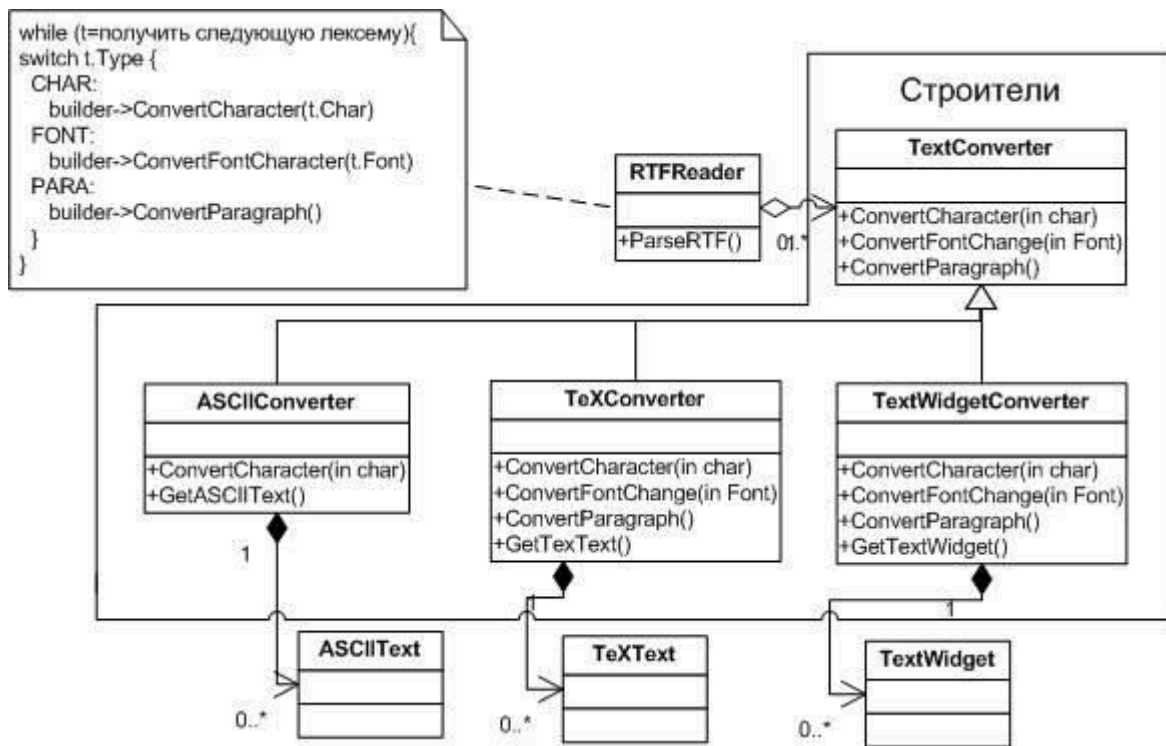 while (t=получить следующую лексему){
switch t.Type {
CHAR:
builder->ConvertCharacter(t.Char)
FONT:
builder->ConvertFontCharacter(t.Font)
PARA:
builder->ConvertParagraph()
}
}
Строители
RTFReader
+ParseRTF()
01.*
TextConverter
+ConvertCharacter(in char)
+ConvertFontChange(in Font)
+ConvertParagraph()
ASCIIConverter
+ConvertCharacter(in char)
+GetASCIIText()
1
TeXConverter
+ConvertCharacter(in char)
+ConvertFontChange(in Font)
+ConvertParagraph()
+GetTexText()
1
TextWidgetConverter
+ConvertCharacter(in char)
+ConvertFontChange(in Font)
+ConvertParagraph()
+GetTextWidget()
1
ASCIIText
0..*
TeXText
0..*
TextWidget
0..*